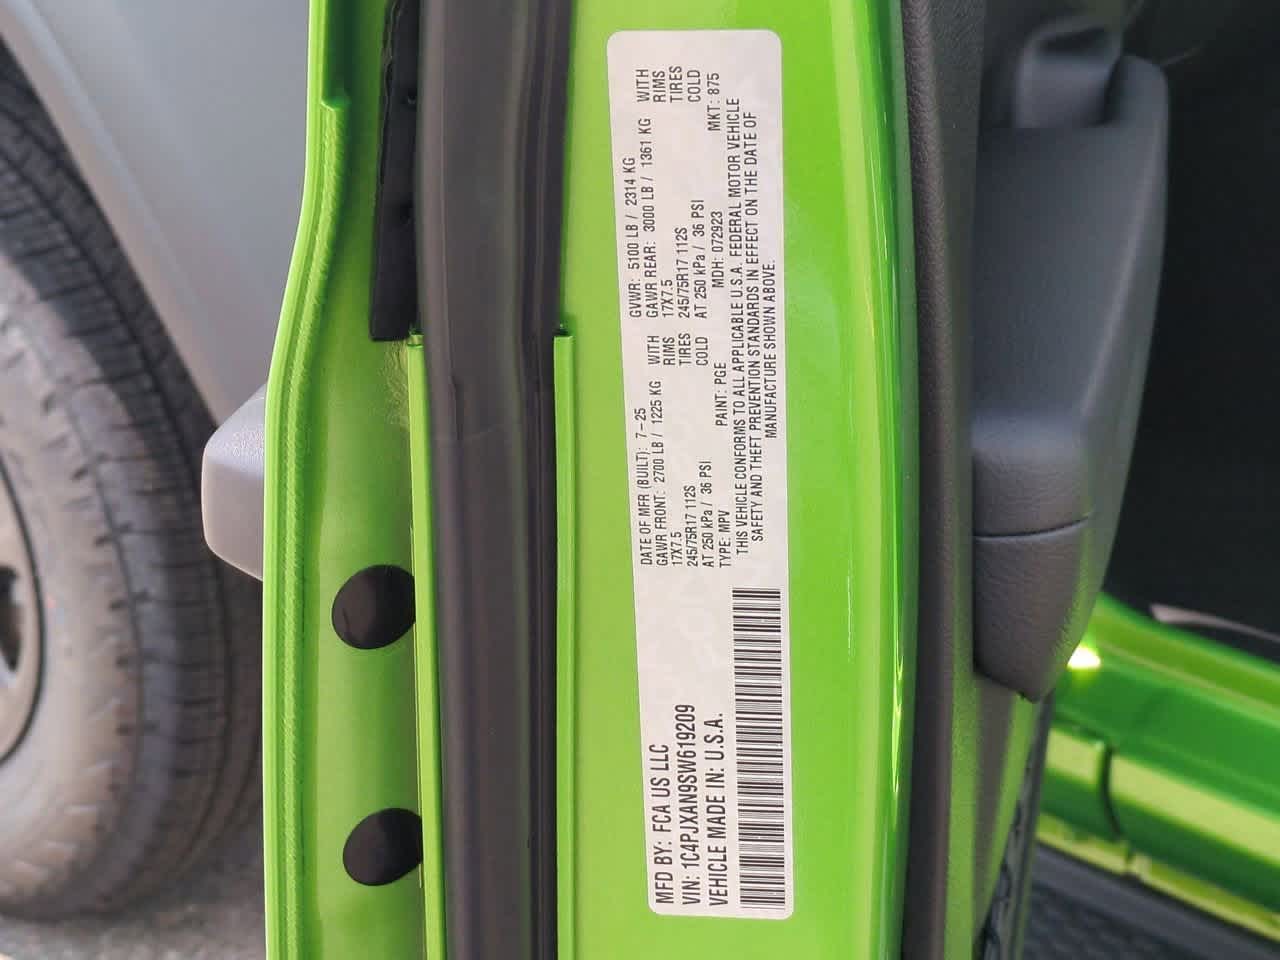 MFD BY: FCA US LLC
DATE OF MFR (BUILT): 7-25
GVWR: 5100 LB / 2314 KG
GAWR FRONT: 2700 LB / 1225 KG WITH
GAWR REAR: 3000 LB / 1361 KG WITH
17X7.5 RIMS
17X7.5 RIMS
245/75R17 112S TIRES
245/75R17 112S TIRES
AT 250 kPa / 36 PSI COLD
AT 250 kPa / 36 PSI COLD
VIN: 1C4PJXAN9SW619209
TYPE: MPV
PAINT: PGE
MDH: 072923
MKT: 875
VEHICLE MADE IN: U.S.A.
THIS VEHICLE CONFORMS TO ALL APPLICABLE U.S.A. FEDERAL MOTOR VEHICLE
SAFETY AND THEFT PREVENTION STANDARDS IN EFFECT ON THE DATE OF
MANUFACTURE SHOWN ABOVE.